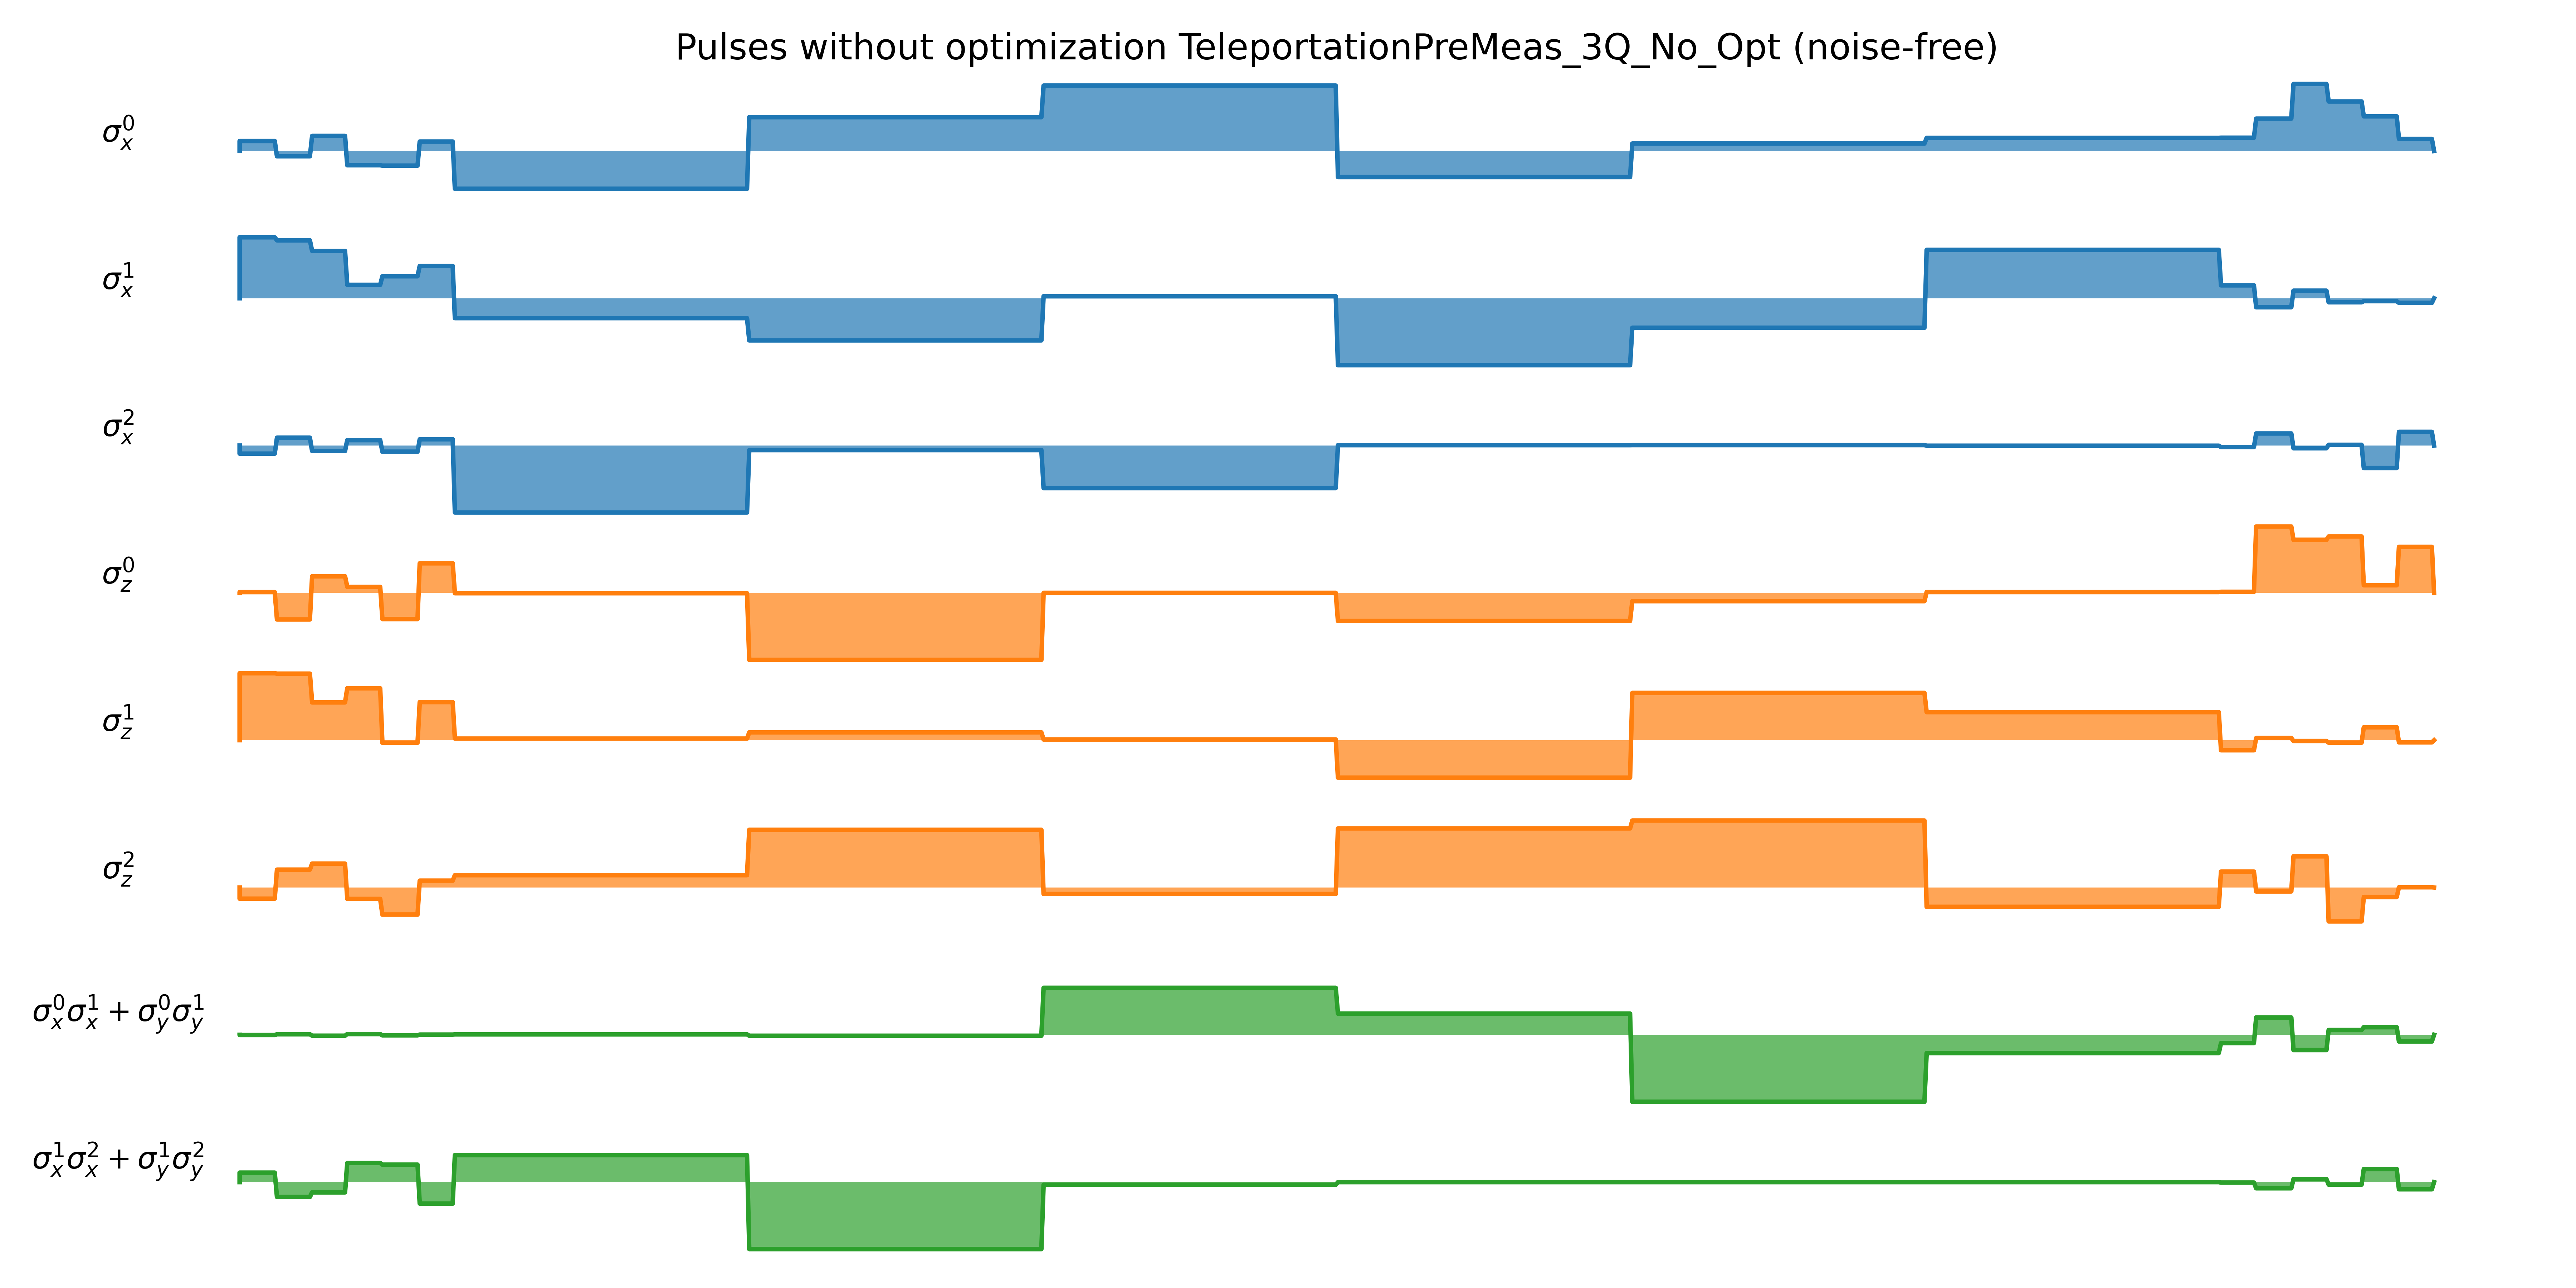 Pulses without optimization TeleportationPreMeas_3Q_No_Opt (noise-free)
σ_x^0
σ_x^1
σ_x^2
σ_z^0
σ_z^1
σ_z^2
σ_x^0σ_x^1 + σ_y^0σ_y^1
σ_x^1σ_x^2 + σ_y^1σ_y^2